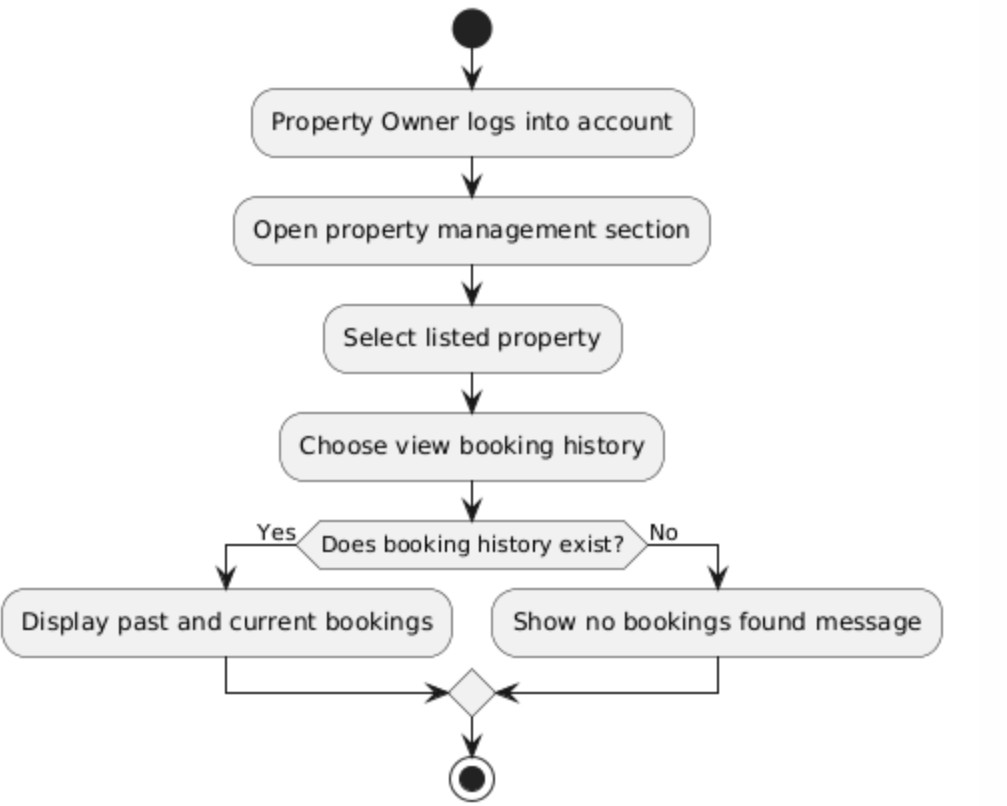 Property Owner logs into account
Open property management section
Select listed property
Choose view booking history
Yes
Does booking history exist?
No
Display past and current bookings
Show no bookings found message